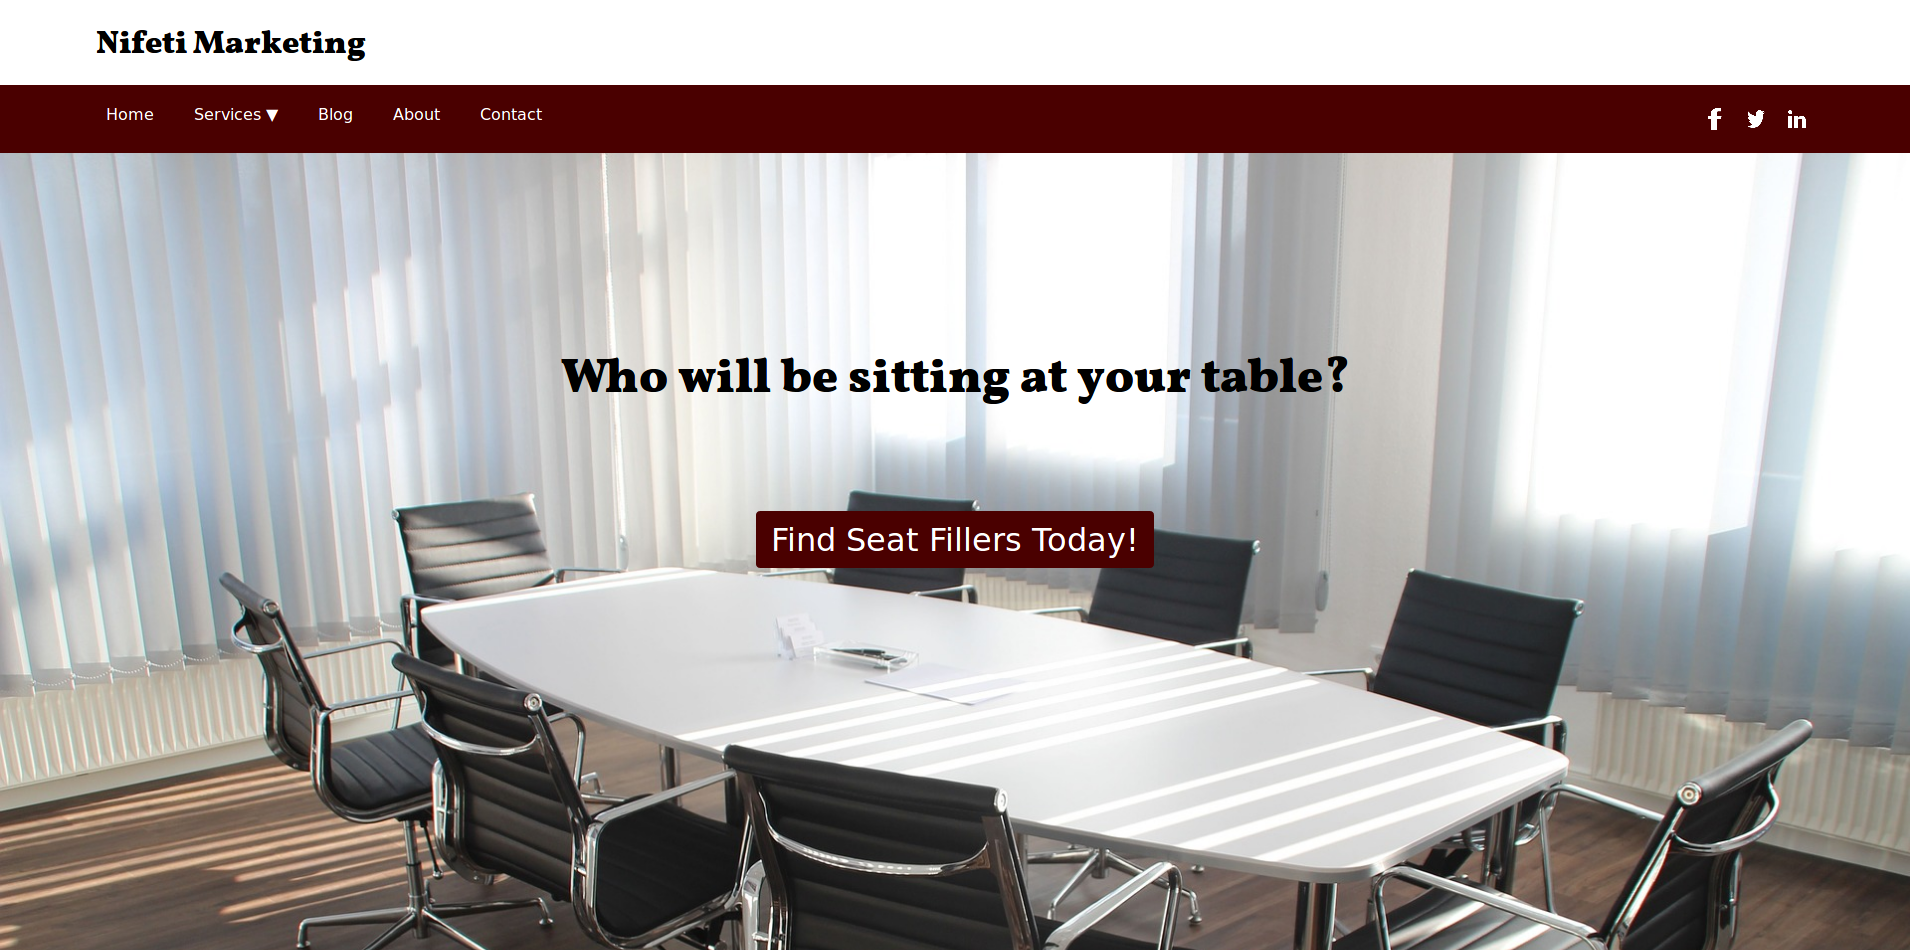 Nifeti Marketing
Home Services ▼ Blog About Contact
Who will be sitting at your table?
Find Seat Fillers Today!